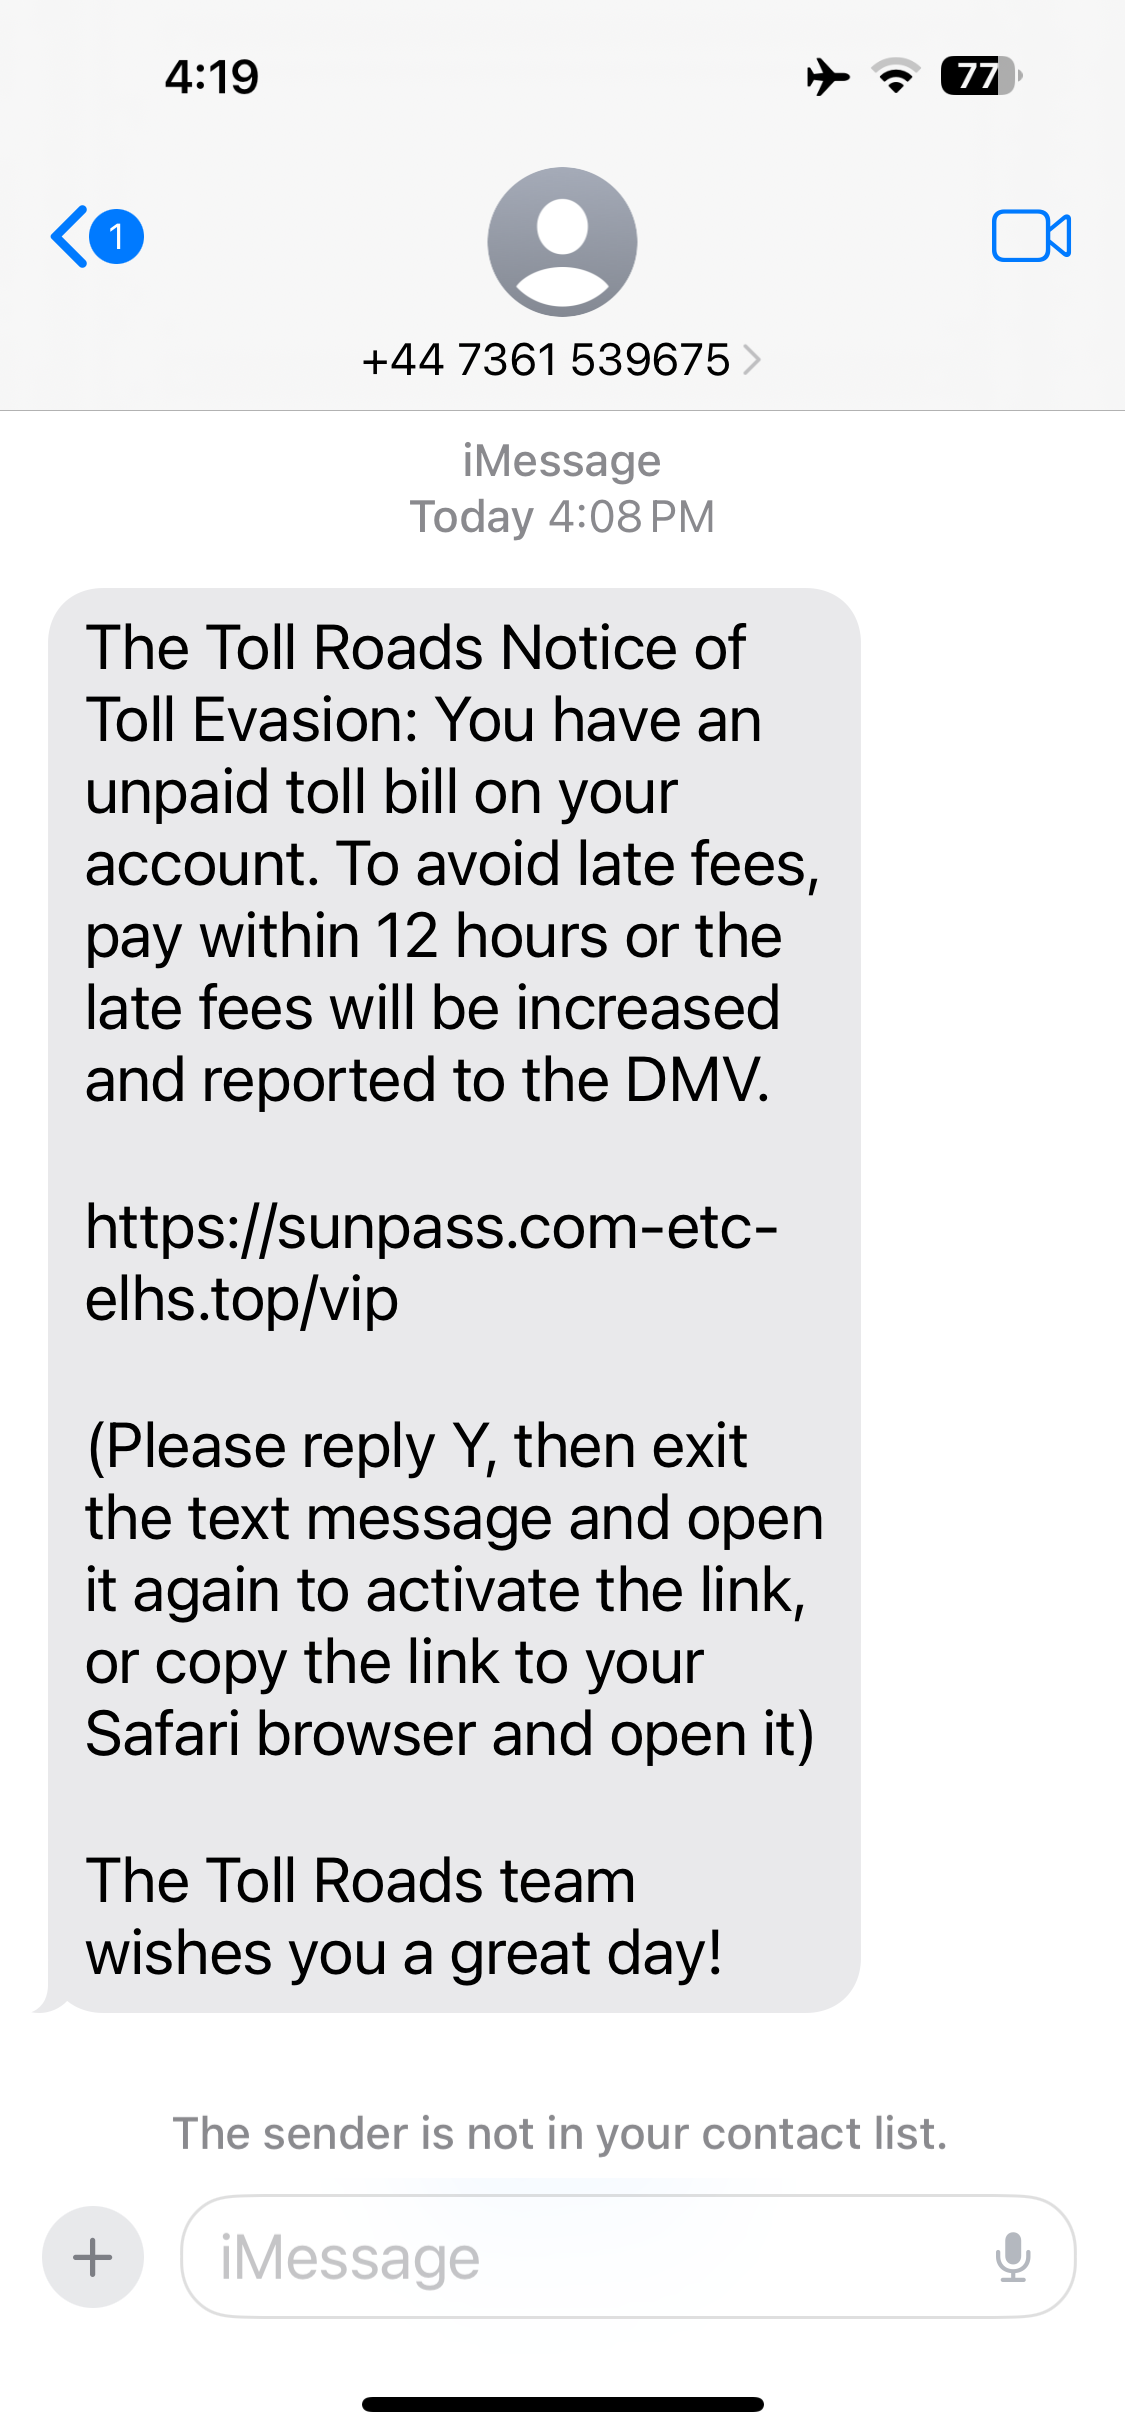 4:19
77
1
+44 7361 539675
iMessage
Today 4:08 PM
The Toll Roads Notice of
Toll Evasion: You have an
unpaid toll bill on your
account. To avoid late fees,
pay within 12 hours or the
late fees will be increased
and reported to the DMV.
https://sunpass.com-etc-
elhs.top/vip
(Please reply Y, then exit
the text message and open
it again to activate the link,
or copy the link to your
Safari browser and open it)
The Toll Roads team
wishes you a great day!
The sender is not in your contact list.
iMessage